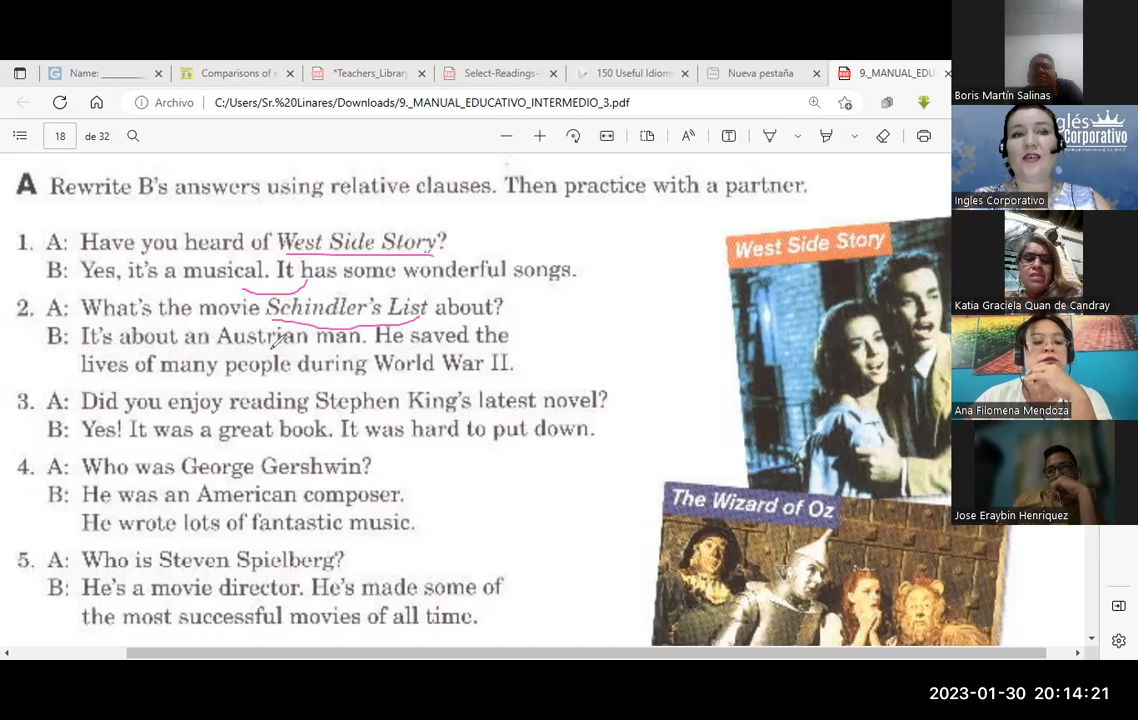 Name: ________
Comparisons of e
*Teachers_Library
Select-Readings-
150 Useful Idiom
Nueva pestaña
9._MANUAL_EDU
Archivo
C:/Users/Sr.%20Linares/Downloads/9._MANUAL_EDUCATIVO_INTERMEDIO_3.pdf
18
de 32
A Rewrite B's answers using relative clauses. Then practice with a partner.
1. A: Have you heard of West Side Story?
B: Yes, it's a musical. It has some wonderful songs.
2. A: What's the movie Schindler's List about?
B: It's about an Austrian man. He saved the
lives of many people during World War II.
3. A: Did you enjoy reading Stephen King's latest novel?
B: Yes! It was a great book. It was hard to put down.
4. A: Who was George Gershwin?
B: He was an American composer.
He wrote lots of fantastic music.
5. A: Who is Steven Spielberg?
B: He's a movie director. He's made some of
the most successful movies of all time.
West Side Story
The Wizard of Oz
Boris Martín Salinas
glés
Corporativo
Ingles Corporativo
Katia Graciela Quan de Candray
Ana Filomena Mendoza
Jose Eraybin Henriquez
2023-01-30 20:14:21